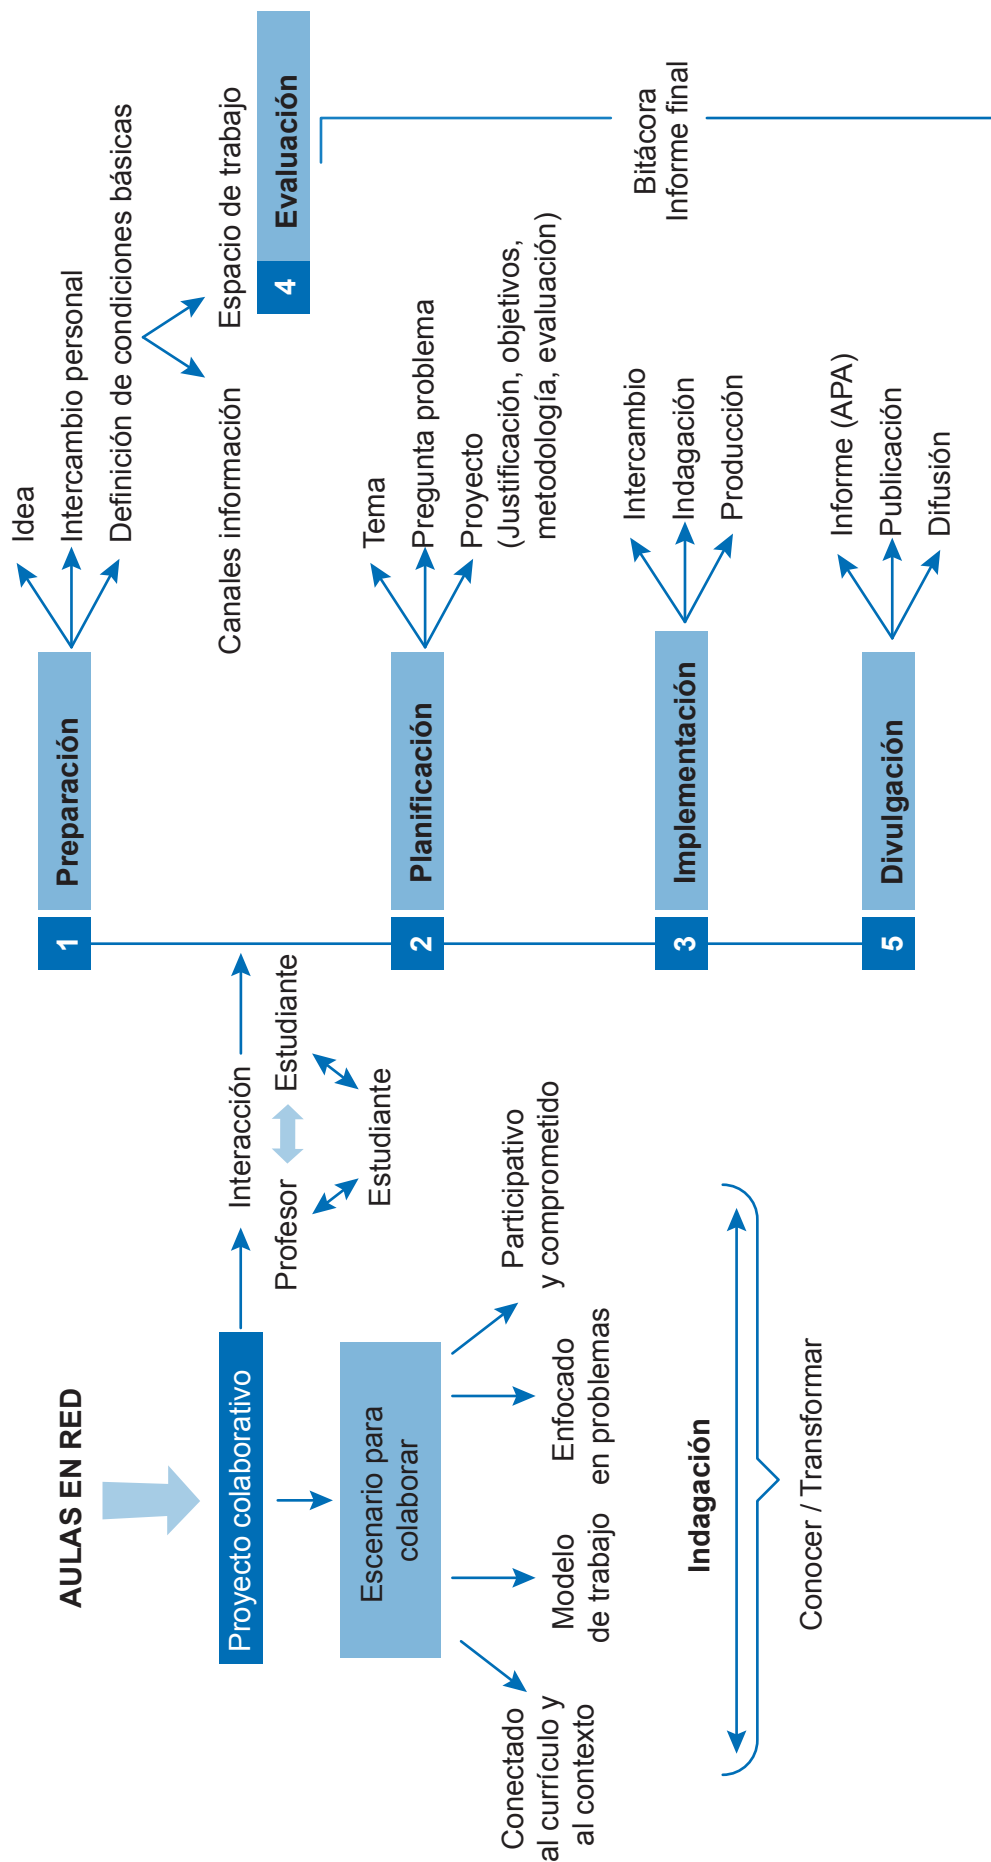 AULAS EN RED
Proyecto colaborativo
Interacción
Profesor
Estudiante
Estudiante
Escenario para
colaborar
Conectado
al currículo y
al contexto
Modelo
de trabajo
Enfocado
en problemas
Participativo
y comprometido
Indagación
Conocer / Transformar
1
Preparación
Idea
Intercambio personal
Definición de condiciones básicas
Canales información
Espacio de trabajo
2
Planificación
Tema
Pregunta problema
Proyecto
(Justificación, objetivos,
metodología, evaluación)
3
Implementación
Intercambio
Indagación
Producción
4
Evaluación
Bitácora
Informe final
5
Divulgación
Informe (APA)
Publicación
Difusión